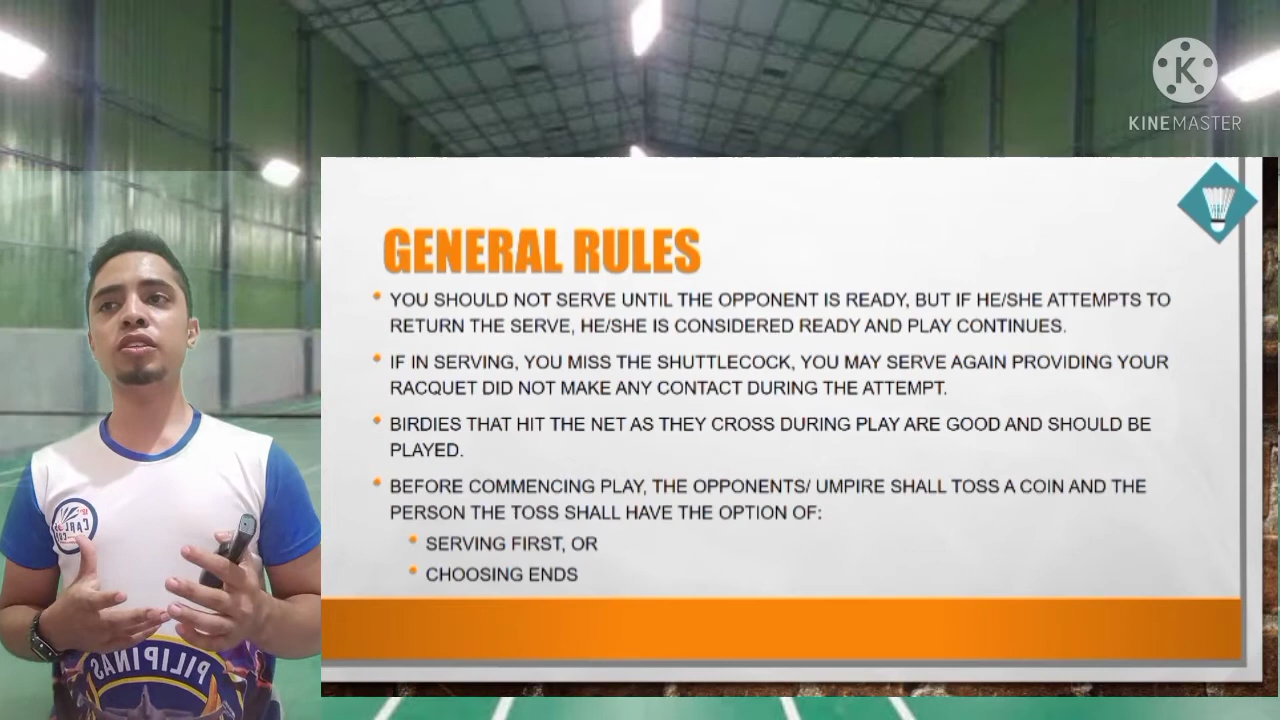 KINEMASTER
GENERAL RULES
• YOU SHOULD NOT SERVE UNTIL THE OPPONENT IS READY, BUT IF HE/SHE ATTEMPTS TO
RETURN THE SERVE, HE/SHE IS CONSIDERED READY AND PLAY CONTINUES.
• IF IN SERVING, YOU MISS THE SHUTTLECOCK, YOU MAY SERVE AGAIN PROVIDING YOUR
RACQUET DID NOT MAKE ANY CONTACT DURING THE ATTEMPT.
• BIRDIES THAT HIT THE NET AS THEY CROSS DURING PLAY ARE GOOD AND SHOULD BE
PLAYED.
• BEFORE COMMENCING PLAY, THE OPPONENTS/ UMPIRE SHALL TOSS A COIN AND THE
PERSON THE TOSS SHALL HAVE THE OPTION OF:
• SERVING FIRST, OR
• CHOOSING ENDS
PILIPINAS